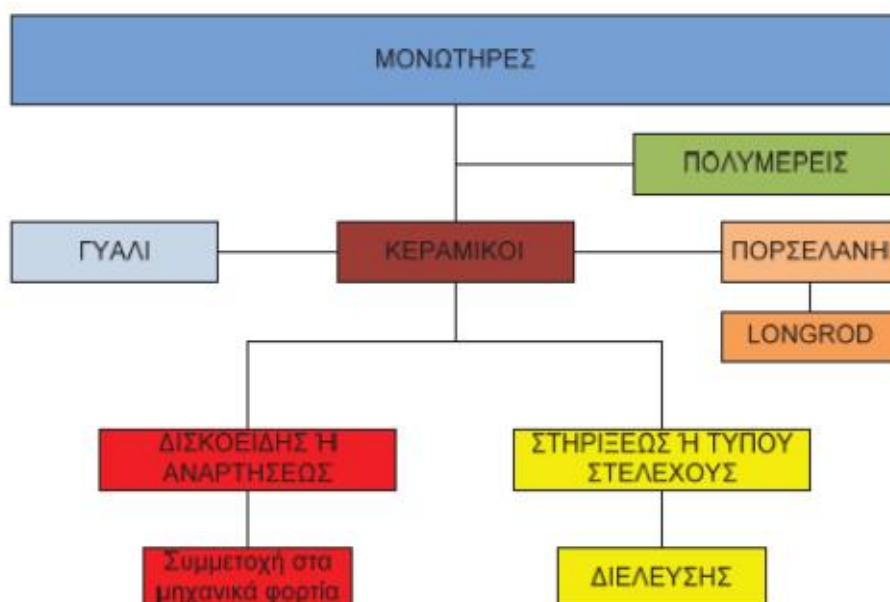 ΜΟΝΩΤΗΡΕΣ
ΠΟΛΥΜΕΡΕΙΣ
ΓΥΑΛΙ
ΚΕΡΑΜΙΚΟΙ
ΠΟΡΣΕΛΑΝΗ
LONGROD
ΔΙΣΚΟΕΙΔΗΣ Ή
ΑΝΑΡΤΗΣΕΩΣ
ΣΤΗΡΙΞΕΩΣ Ή ΤΥΠΟΥ
ΣΤΕΛΕΧΟΥΣ
Συμμετοχή στα
μηχανικά φορτία
ΔΙΕΛΕΥΣΗΣ